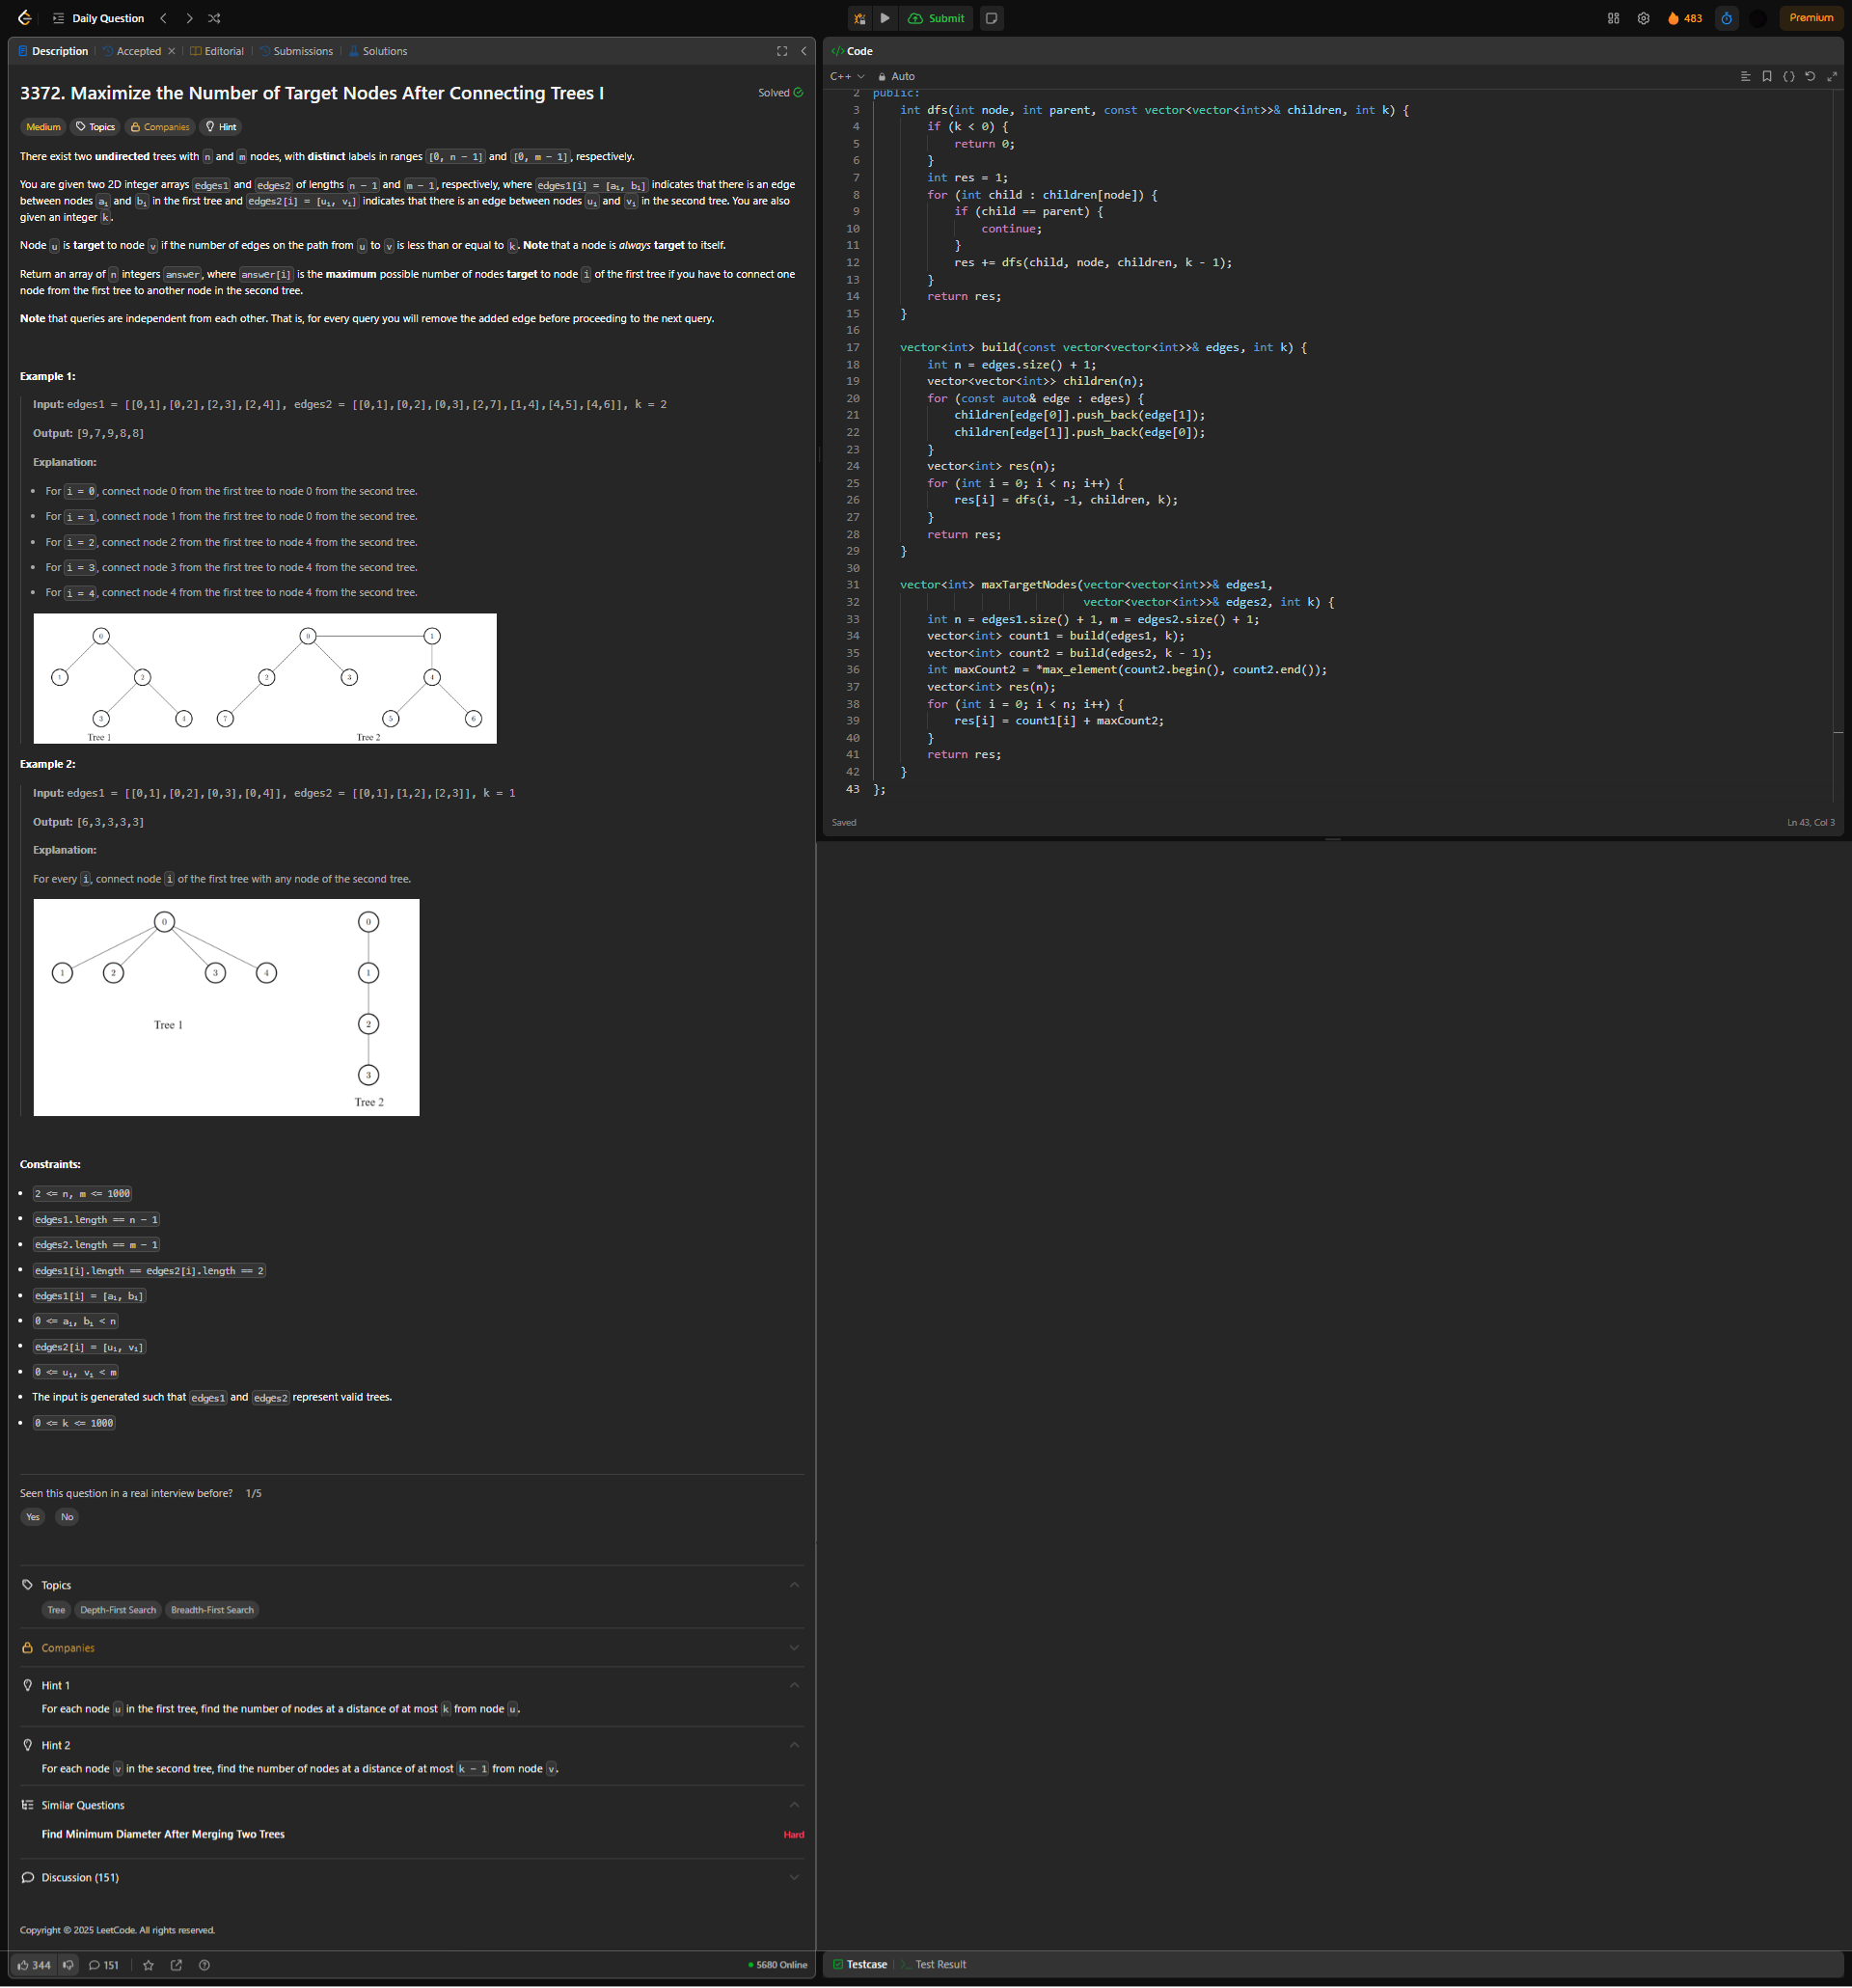 Daily Question
Submit
483
Premium
Description
Accepted
Editorial
Submissions
Solutions
3372. Maximize the Number of Target Nodes After Connecting Trees I
Solved
Medium
Topics
Companies
Hint
There exist two undirected trees with n and m nodes, with distinct labels in ranges [0, n - 1] and [0, m - 1], respectively.
You are given two 2D integer arrays edges1 and edges2 of lengths n - 1 and m - 1, respectively, where edges1[i] = [aᵢ, bᵢ] indicates that there is an edge
between nodes aᵢ and bᵢ in the first tree and edges2[i] = [uᵢ, vᵢ] indicates that there is an edge between nodes uᵢ and vᵢ in the second tree. You are also
given an integer k.
Node u is target to node v if the number of edges on the path from u to v is less than or equal to k. Note that a node is always target to itself.
Return an array of n integers answer, where answer[i] is the maximum possible number of nodes target to node i of the first tree if you have to connect one
node from the first tree to another node in the second tree.
Note that queries are independent from each other. That is, for every query you will remove the added edge before proceeding to the next query.
Example 1:
Input: edges1 = [[0,1],[0,2],[2,3],[2,4]], edges2 = [[0,1],[0,2],[0,3],[2,7],[1,4],[4,5],[4,6]], k = 2
Output: [9,7,9,8,8]
Explanation:
• For i = 0, connect node 0 from the first tree to node 0 from the second tree.
• For i = 1, connect node 1 from the first tree to node 0 from the second tree.
• For i = 2, connect node 2 from the first tree to node 4 from the second tree.
• For i = 3, connect node 3 from the first tree to node 4 from the second tree.
• For i = 4, connect node 4 from the first tree to node 4 from the second tree.
0 0 1
1 2 2 3 4
3 4 7 5 6
Tree 1 Tree 2
Example 2:
Input: edges1 = [[0,1],[0,2],[0,3],[0,4]], edges2 = [[0,1],[1,2],[2,3]], k = 1
Output: [6,3,3,3,3]
Explanation:
For every i, connect node i of the first tree with any node of the second tree.
0 0
1 2 3 4 1
Tree 1 2
3
Tree 2
Constraints:
• 2 <= n, m <= 1000
• edges1.length == n - 1
• edges2.length == m - 1
• edges1[i].length == edges2[i].length == 2
• edges1[i] = [aᵢ, bᵢ]
• 0 <= aᵢ, bᵢ < n
• edges2[i] = [uᵢ, vᵢ]
• 0 <= uᵢ, vᵢ < m
• The input is generated such that edges1 and edges2 represent valid trees.
• 0 <= k <= 1000
Seen this question in a real interview before? 1/5
Yes No
Topics
Tree Depth-First Search Breadth-First Search
Companies
Hint 1
For each node u in the first tree, find the number of nodes at a distance of at most k from node u.
Hint 2
For each node v in the second tree, find the number of nodes at a distance of at most k - 1 from node v.
Similar Questions
Find Minimum Diameter After Merging Two Trees Hard
Discussion (151)
Copyright © 2025 LeetCode. All rights reserved.
344 151 5680 Online
Code
C++ Auto
2 public:
3     int dfs(int node, int parent, const vector<vector<int>>& children, int k) {
4         if (k < 0) {
5             return 0;
6         }
7         int res = 1;
8         for (int child : children[node]) {
9             if (child == parent) {
10                 continue;
11             }
12             res += dfs(child, node, children, k - 1);
13         }
14         return res;
15     }
16
17     vector<int> build(const vector<vector<int>>& edges, int k) {
18         int n = edges.size() + 1;
19         vector<vector<int>> children(n);
20         for (const auto& edge : edges) {
21             children[edge[0]].push_back(edge[1]);
22             children[edge[1]].push_back(edge[0]);
23         }
24         vector<int> res(n);
25         for (int i = 0; i < n; i++) {
26             res[i] = dfs(i, -1, children, k);
27         }
28         return res;
29     }
30
31     vector<int> maxTargetNodes(vector<vector<int>>& edges1,
32                                vector<vector<int>>& edges2, int k) {
33         int n = edges1.size() + 1, m = edges2.size() + 1;
34         vector<int> count1 = build(edges1, k);
35         vector<int> count2 = build(edges2, k - 1);
36         int maxCount2 = *max_element(count2.begin(), count2.end());
37         vector<int> res(n);
38         for (int i = 0; i < n; i++) {
39             res[i] = count1[i] + maxCount2;
40         }
41         return res;
42     }
43 };
Saved Ln 43, Col 3
Testcase
Test Result